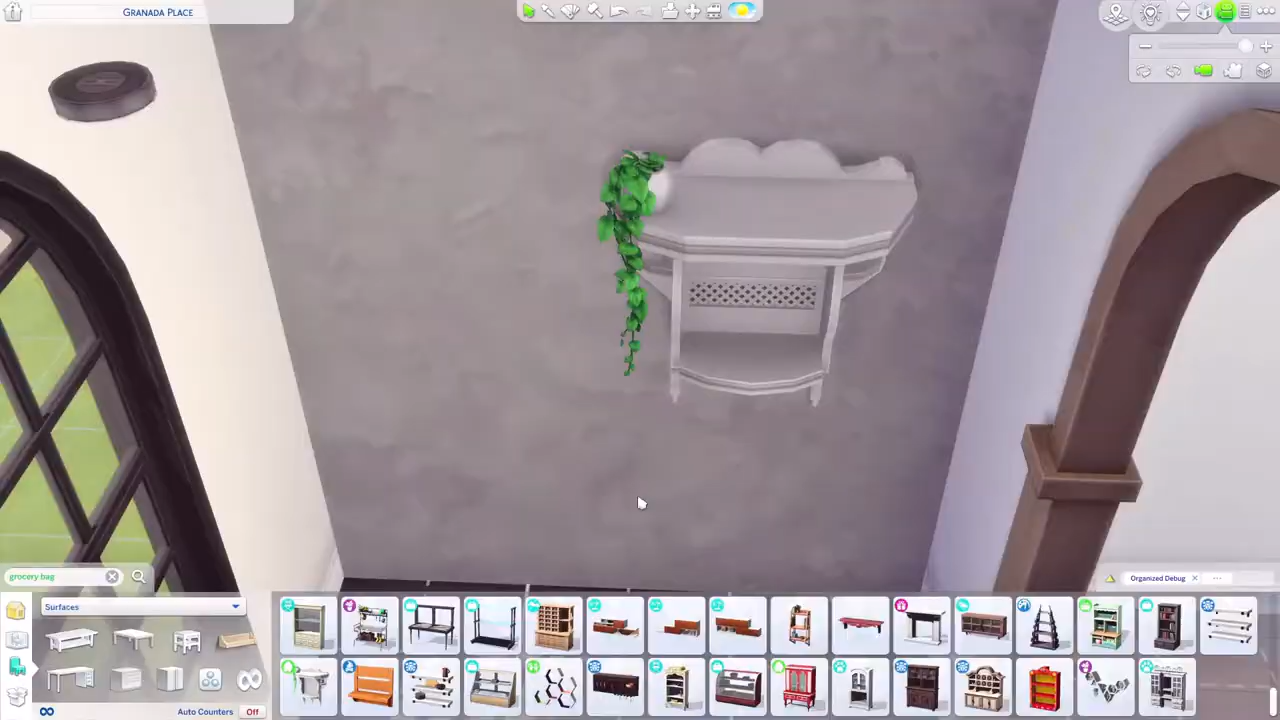 GRANADA PLACE
grocery bag
Organized Debug
Surfaces
Auto Counters
Off